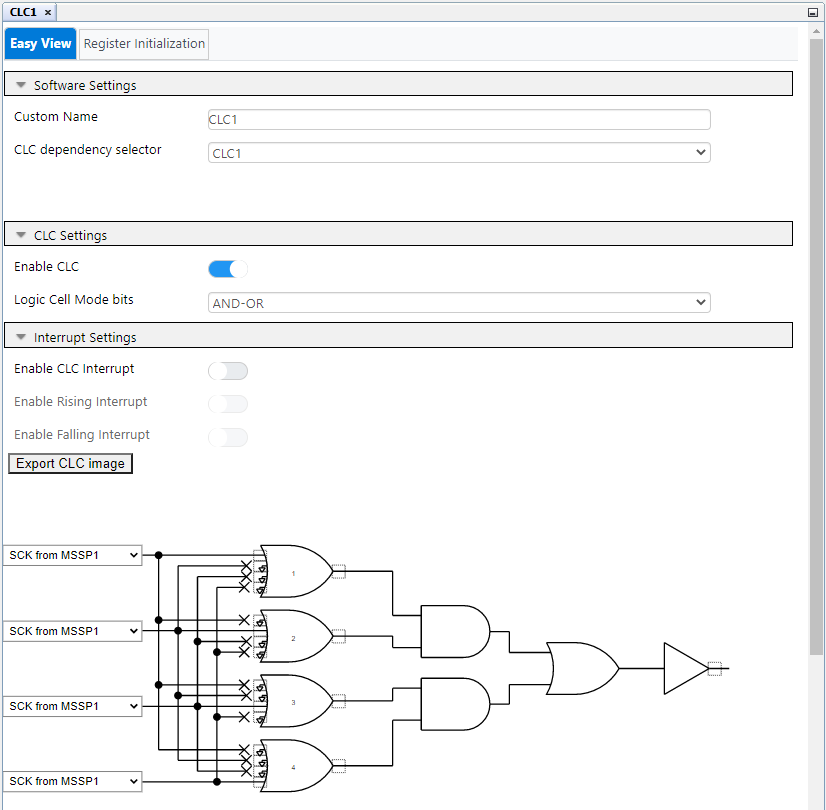 CLC1 ×
Easy View
Register Initialization
Software Settings
Custom Name
CLC1
CLC dependency selector
CLC1
CLC Settings
Enable CLC
Logic Cell Mode bits
AND-OR
Interrupt Settings
Enable CLC Interrupt
Enable Rising Interrupt
Enable Falling Interrupt
Export CLC image
SCK from MSSP1
1
SCK from MSSP1
2
SCK from MSSP1
3
SCK from MSSP1
4